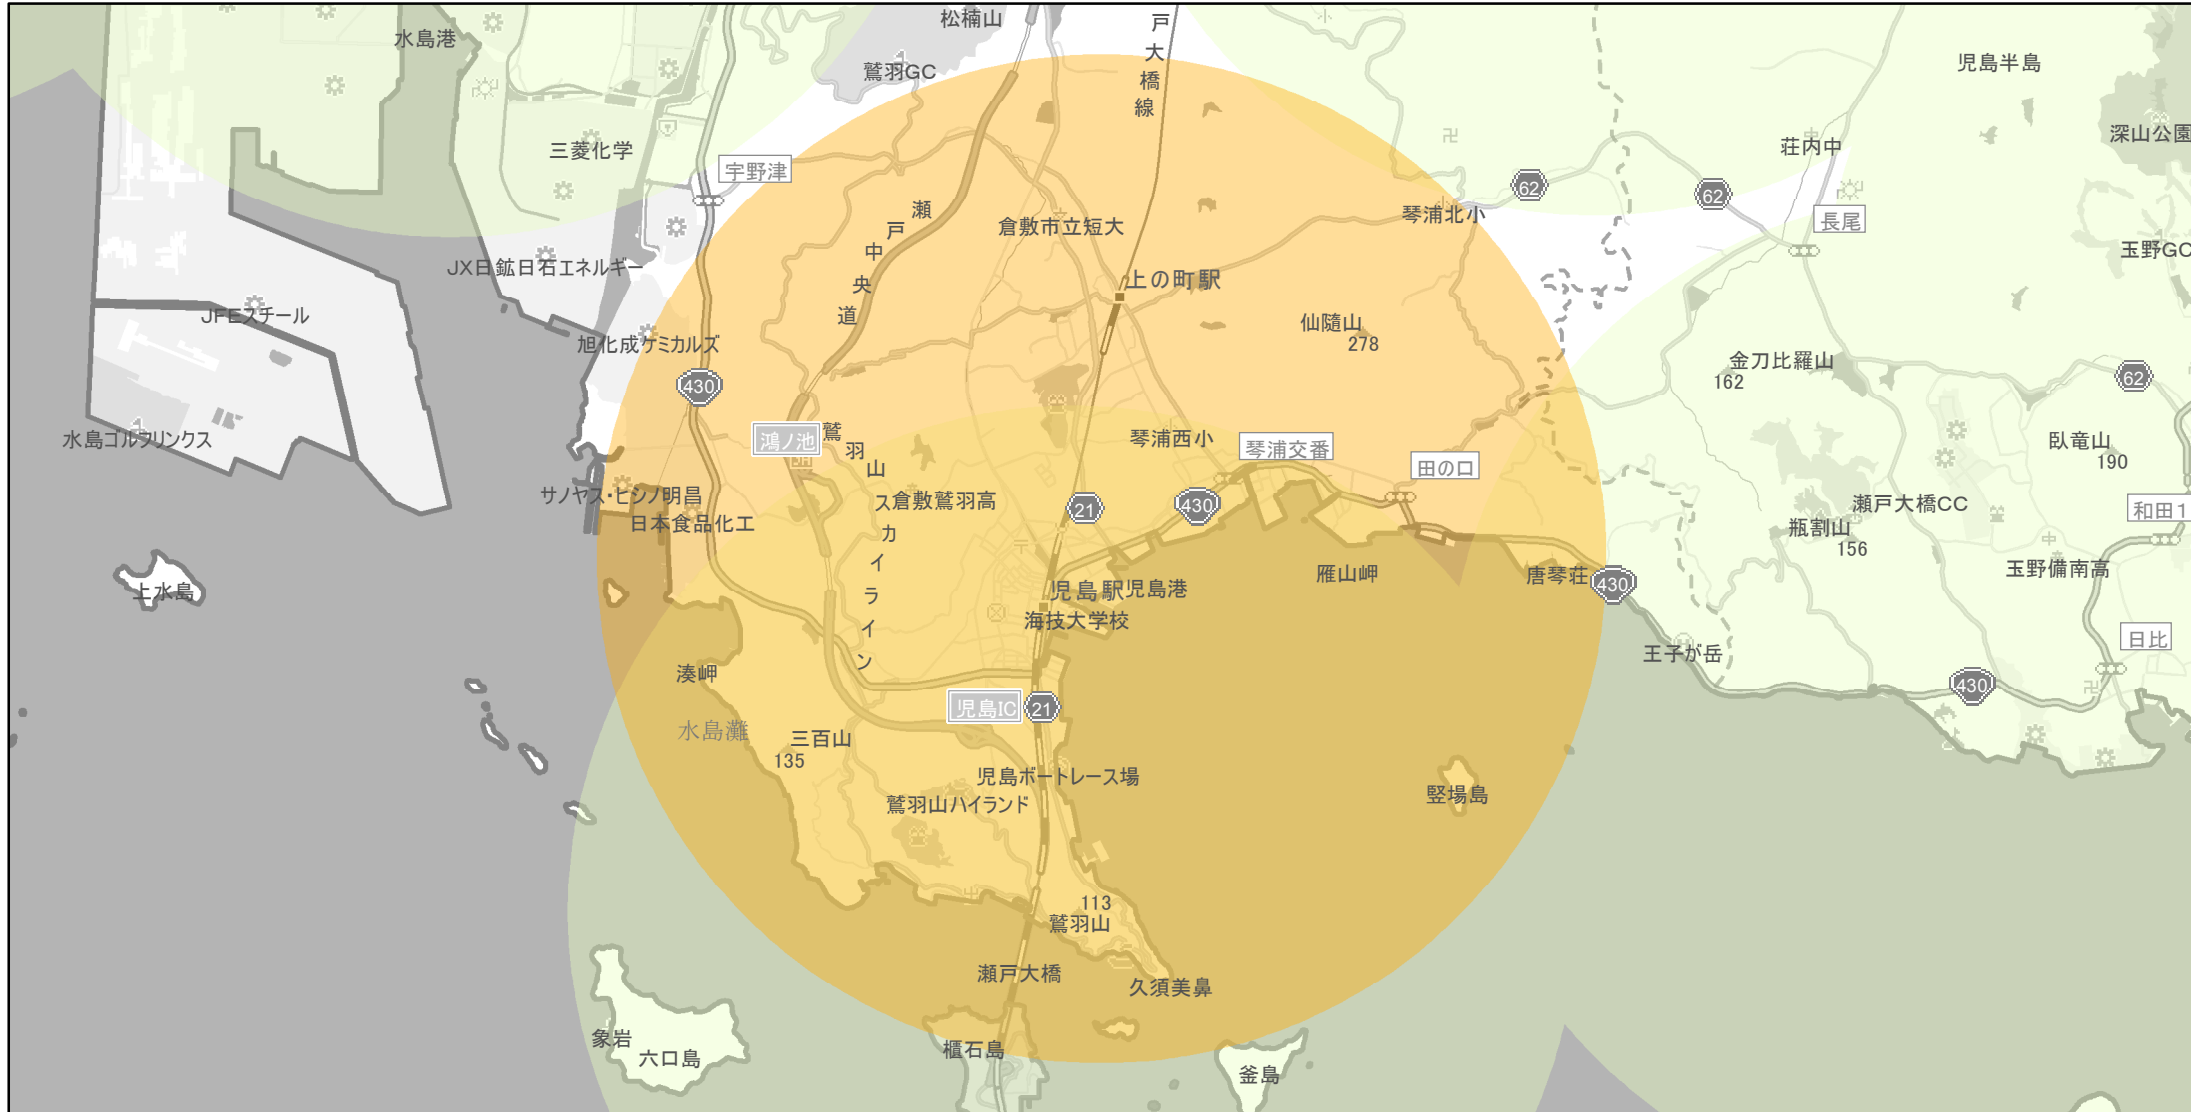 松楠山
水島港
戸大橋線
鷲羽GC
児島半島
深山公園
荘内中
三菱化学
宇野津
62
62
瀬戸中央道
倉敷市立短大
琴浦北小
長尾
玉野GC
JX日鉱日石エネルギー
上の町駅
JFEスチール
仙随山
278
旭化成ケミカルズ
金刀比羅山
162
62
430
水島ゴルフリンクス
鴻ノ池
鷲羽山スカイライン
琴浦西小
琴浦交番
田の口
臥竜山
190
サノヤス・ヒシノ明昌
日本食品化工
倉敷鷲羽高
21
430
瀬戸大橋CC
瓶割山
156
和田1
上水島
児島駅
児島港
雁山岬
唐琴荘
430
玉野備南高
海技大学校
日比
王子が岳
湊岬
430
児島IC
21
水島灘
三百山
135
児島ボートレース場
鷲羽山ハイランド
竪場島
113
鷲羽山
瀬戸大橋
久須美鼻
象岩
六口島
櫃石島
釜島